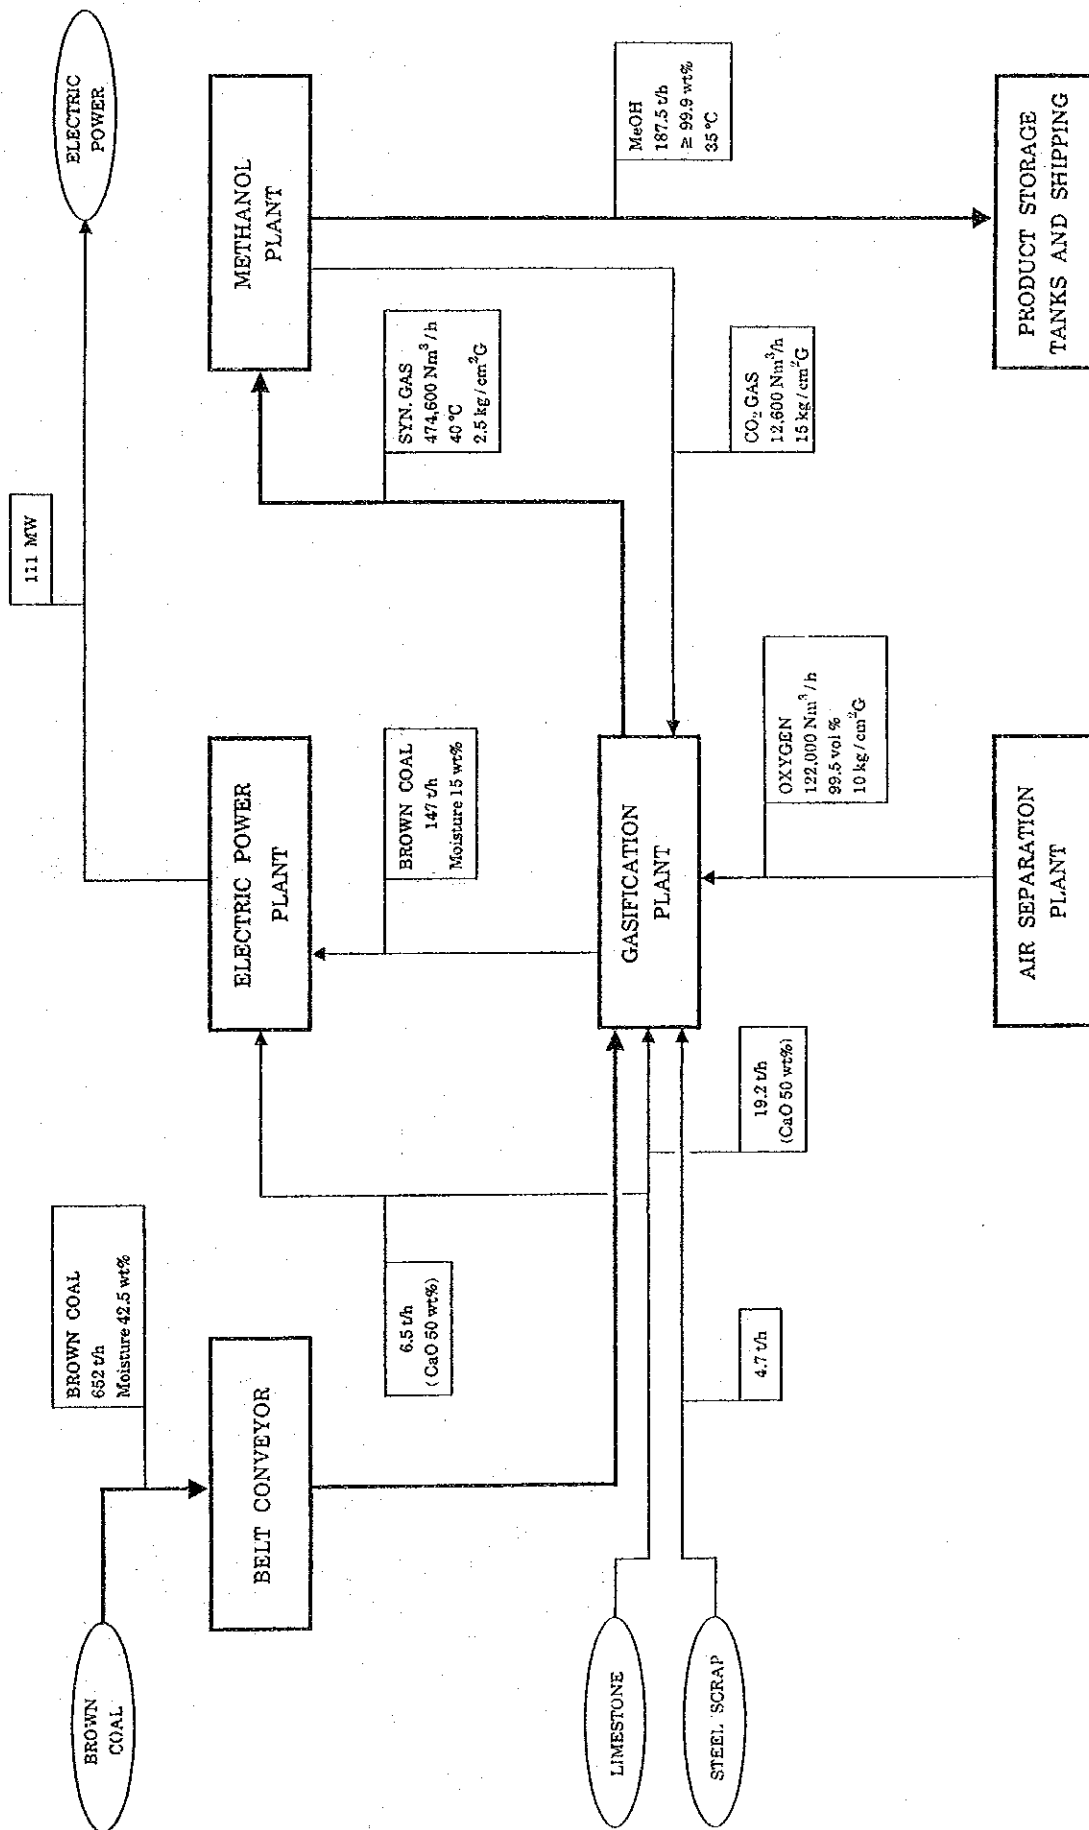 BROWN
COAL
BROWN COAL
652 t/h
Moisture 42.5 wt%
BELT CONVEYOR
6.5 t/h
(CaO 50 wt%)
LIMESTONE
STEEL SCRAP
4.7 t/h
19.2 t/h
(CaO 50 wt%)
111 MW
ELECTRIC
POWER
ELECTRIC POWER
PLANT
BROWN COAL
147 t/h
Moisture 15 wt%
GASIFICATION
PLANT
OXYGEN
122,000 Nm³/h
99.5 vol %
10 kg/cm²G
AIR SEPARATION
PLANT
METHANOL
PLANT
SYN. GAS
474,600 Nm³/h
40 °C
2.5 kg/cm²G
CO₂ GAS
12,600 Nm³/h
15 kg/cm²G
MeOH
187.5 t/h
≥ 99.9 wt%
35 °C
PRODUCT STORAGE
TANKS AND SHIPPING